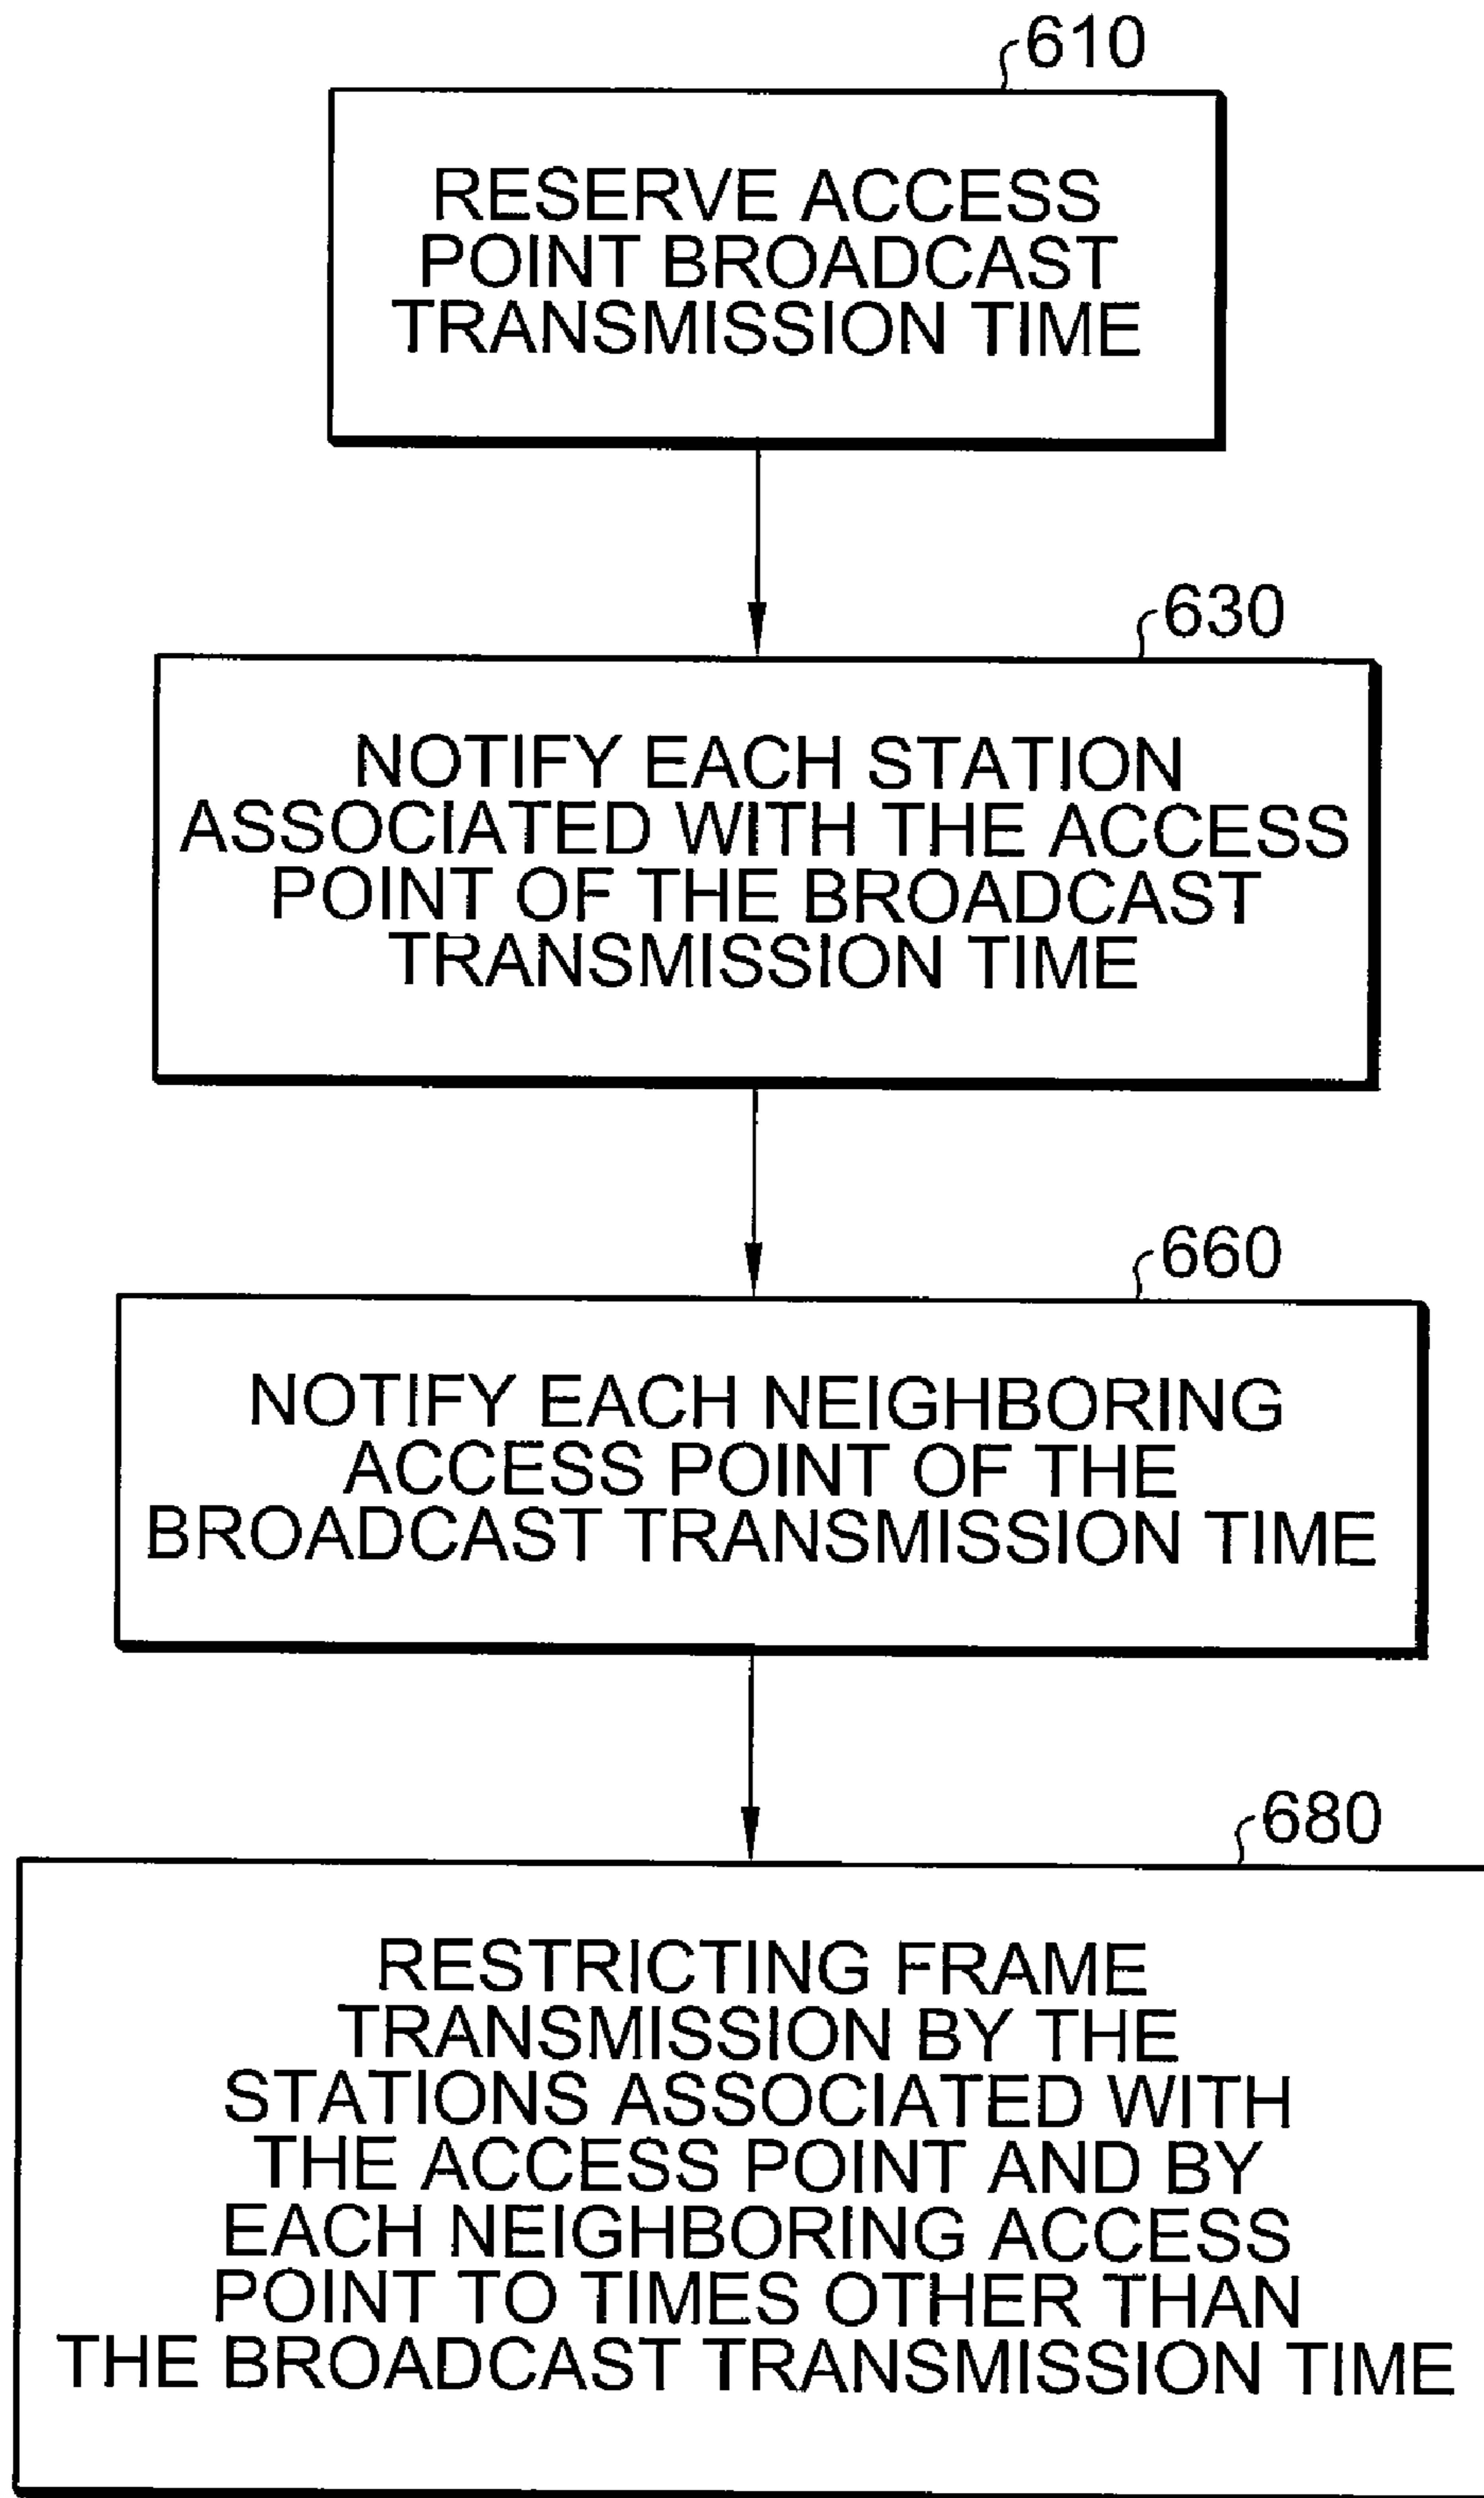 610
RESERVE ACCESS
POINT BROADCAST
TRANSMISSION TIME
630
NOTIFY EACH STATION
ASSOCIATED WITH THE ACCESS
POINT OF THE BROADCAST
TRANSMISSION TIME
660
NOTIFY EACH NEIGHBORING
ACCESS POINT OF THE
BROADCAST TRANSMISSION TIME
680
RESTRICTING FRAME
TRANSMISSION BY THE
STATIONS ASSOCIATED WITH
THE ACCESS POINT AND BY
EACH NEIGHBORING ACCESS
POINT TO TIMES OTHER THAN
THE BROADCAST TRANSMISSION TIME